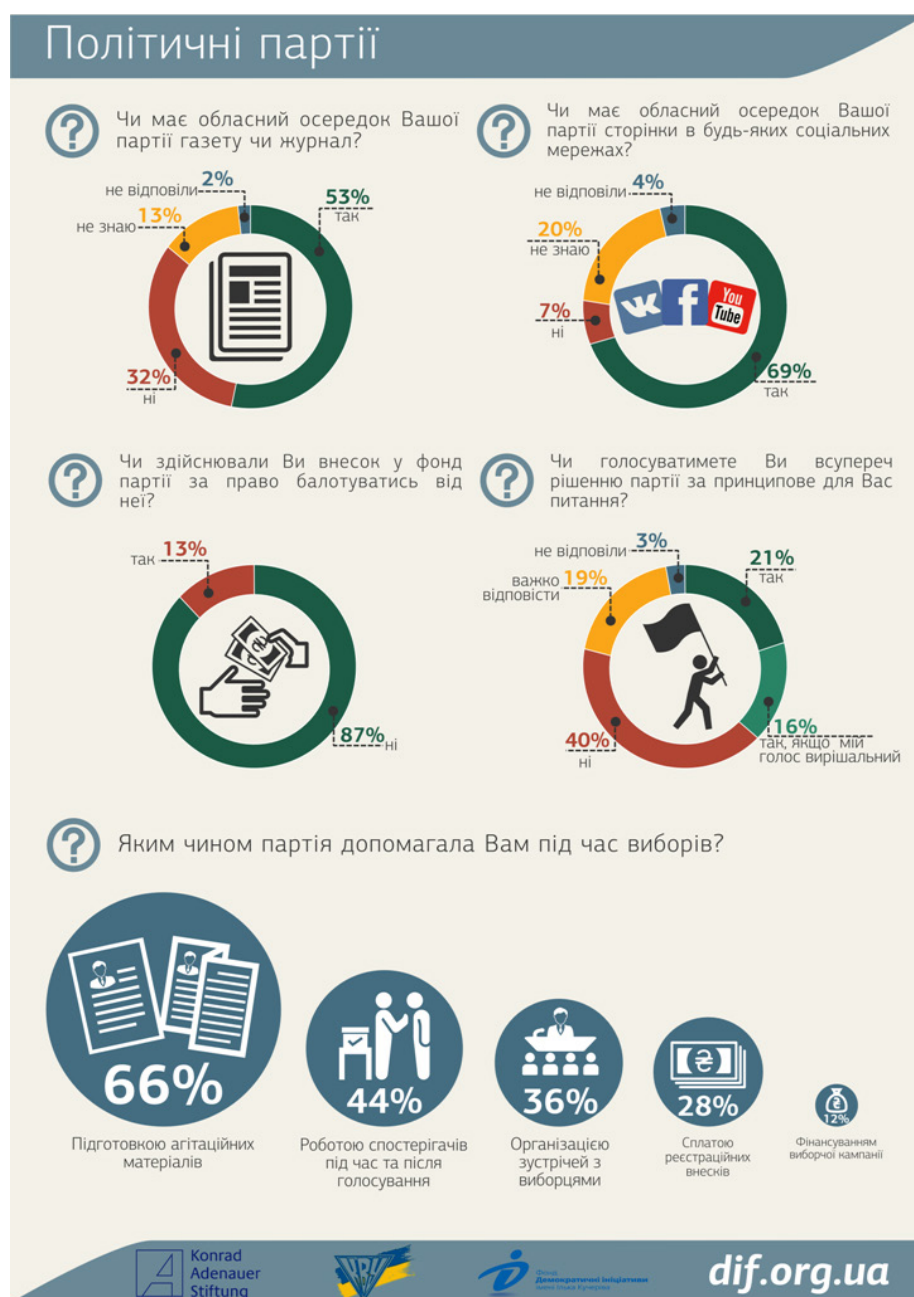 Політичні партії
Чи має обласний осередок Вашої
партії газету чи журнал?
не відповіли 2%
53%
так
не знаю 13%
32%
ні
Чи має обласний осередок Вашої
партії сторінки в будь-яких соціальних
мережах?
не відповіли 4%
20%
не знаю
7%
ні
You
Tube
69%
так
Чи здійснювали Ви внесок у фонд
партії за право балотуватись від
неї?
так 13%
87% ні
Чи голосуватимете Ви всупереч
рішенню партії за принципове для Вас
питання?
не відповіли 3%
21%
так
важко 19%
відповісти
16%
так, якщо мій
голос вирішальний
40%
ні
Яким чином партія допомагала Вам під час виборів?
66%
Підготовкою агітаційних
матеріалів
44%
Роботою спостерігачів
під час та після
голосування
36%
Організацією
зустрічей з
виборцями
28%
Сплатою
реєстраційних
внесків
12%
Фінансуванням
виборчої кампанії
Konrad
Adenauer
Stiftung
Фонд
Демократичні ініціативи
імені Ілька Кучеріва
dif.org.ua